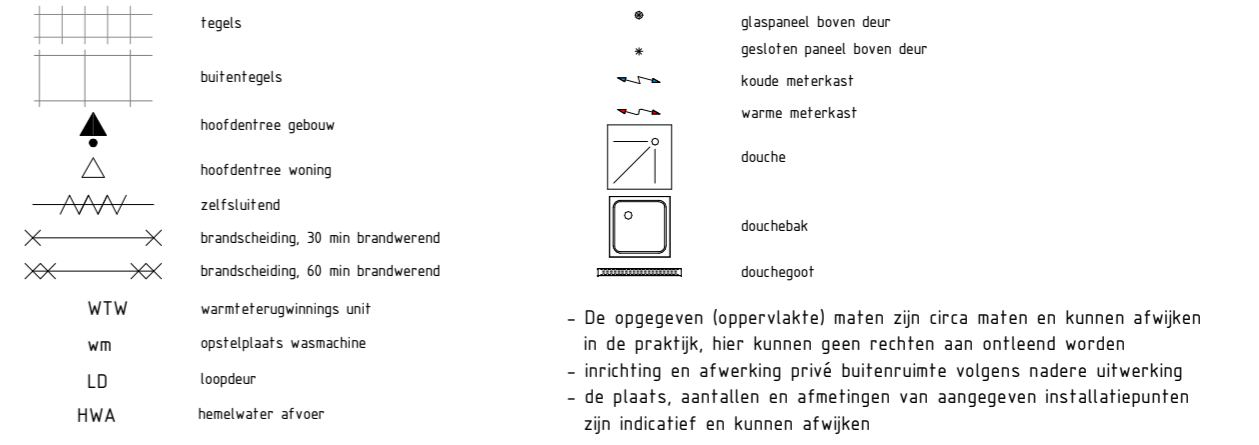 tegels
buitentegels
hoofdentree gebouw
hoofdentree woning
zelfsluitend
brandscheiding, 30 min brandwerend
brandscheiding, 60 min brandwerend
WTW warmteterugwinnings unit
wm opstelplaats wasmachine
LD loopdeur
HWA hemelwater afvoer
glaspaneel boven deur
gesloten paneel boven deur
koude meterkast
warme meterkast
douche
douchebak
douchegoot
- De opgegeven (oppervlakte) maten zijn circa maten en kunnen afwijken
in de praktijk, hier kunnen geen rechten aan ontleend worden
- inrichting en afwerking privé buitenruimte volgens nadere uitwerking
- de plaats, aantallen en afmetingen van aangegeven installatiepunten
zijn indicatief en kunnen afwijken